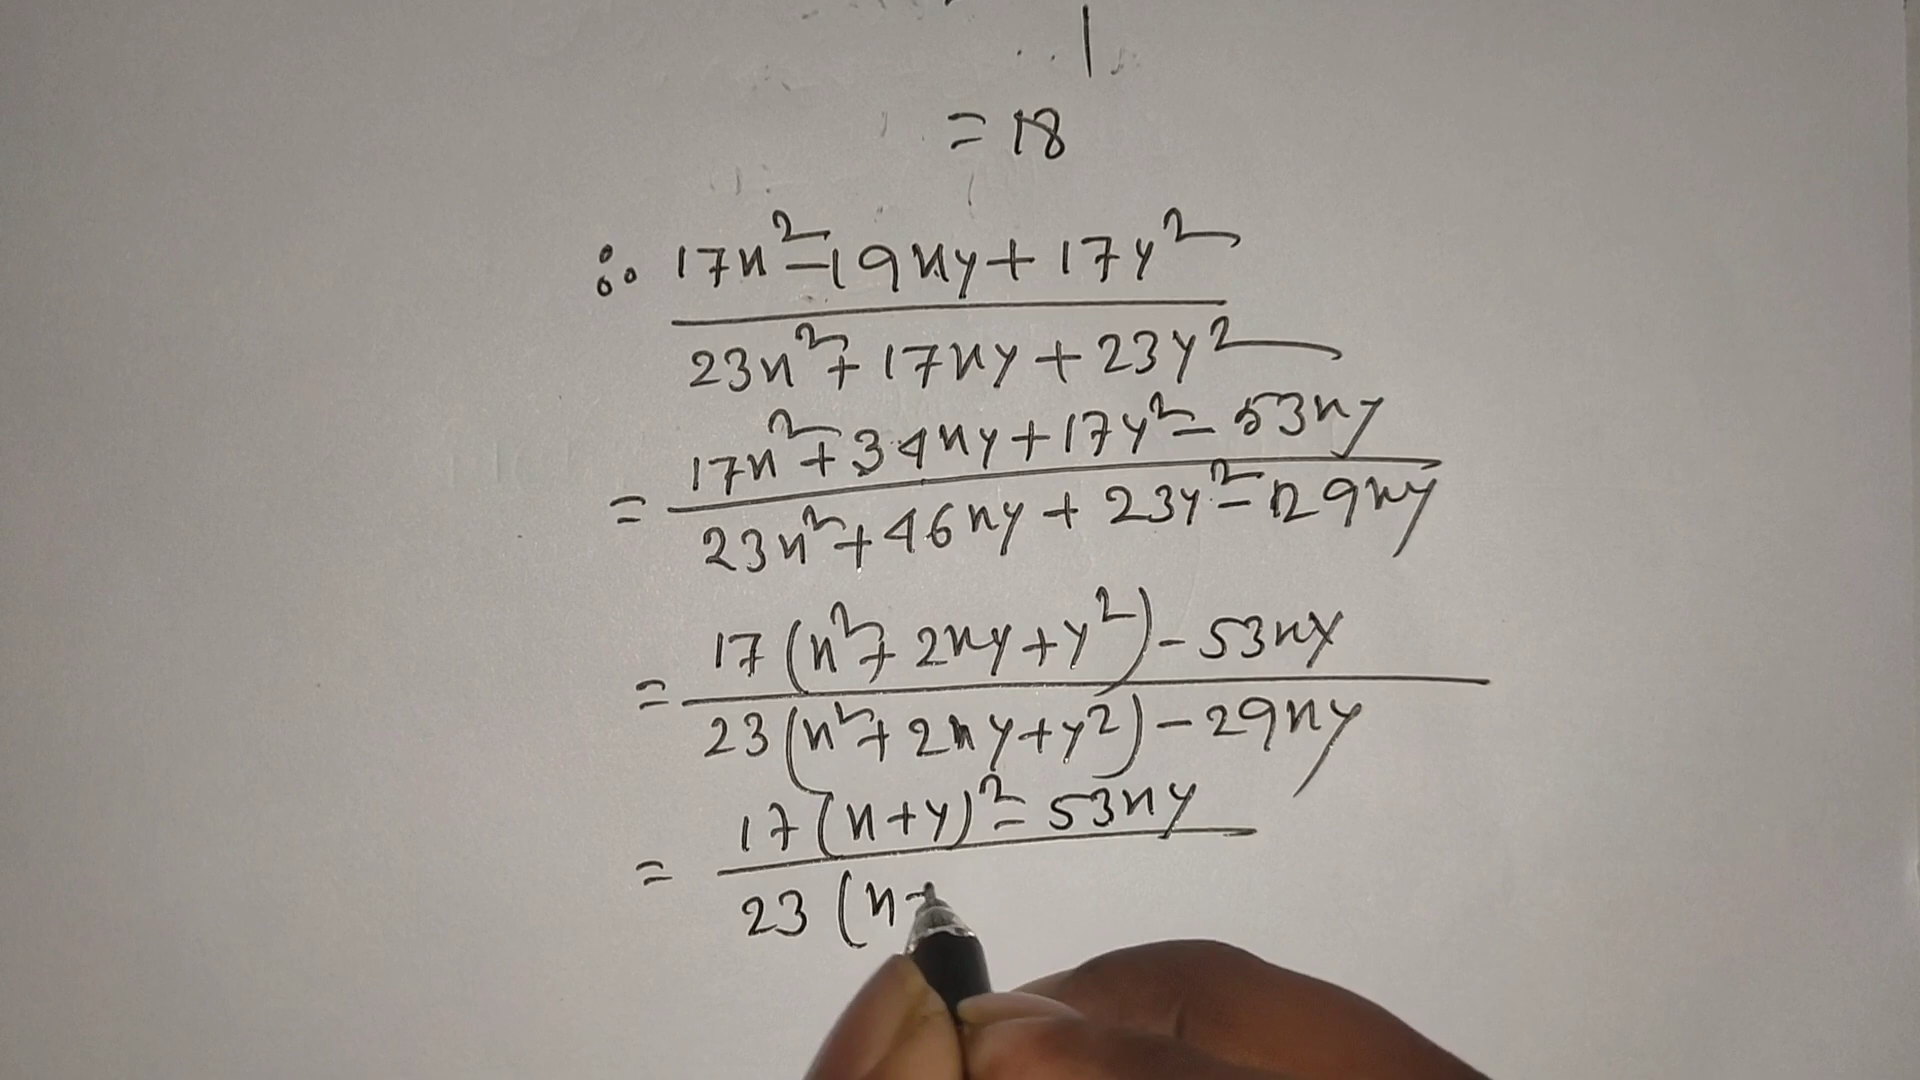 = 18
∴ 17x² - 19xy + 17y²
23x² + 17xy + 23y²
= 17x² + 34xy + 17y² - 53xy
23x² + 46xy + 23y² - 29xy
= 17(x² + 2xy + y²) - 53xy
23(x² + 2xy + y²) - 29xy
= 17(x+y)² - 53xy
23(x+